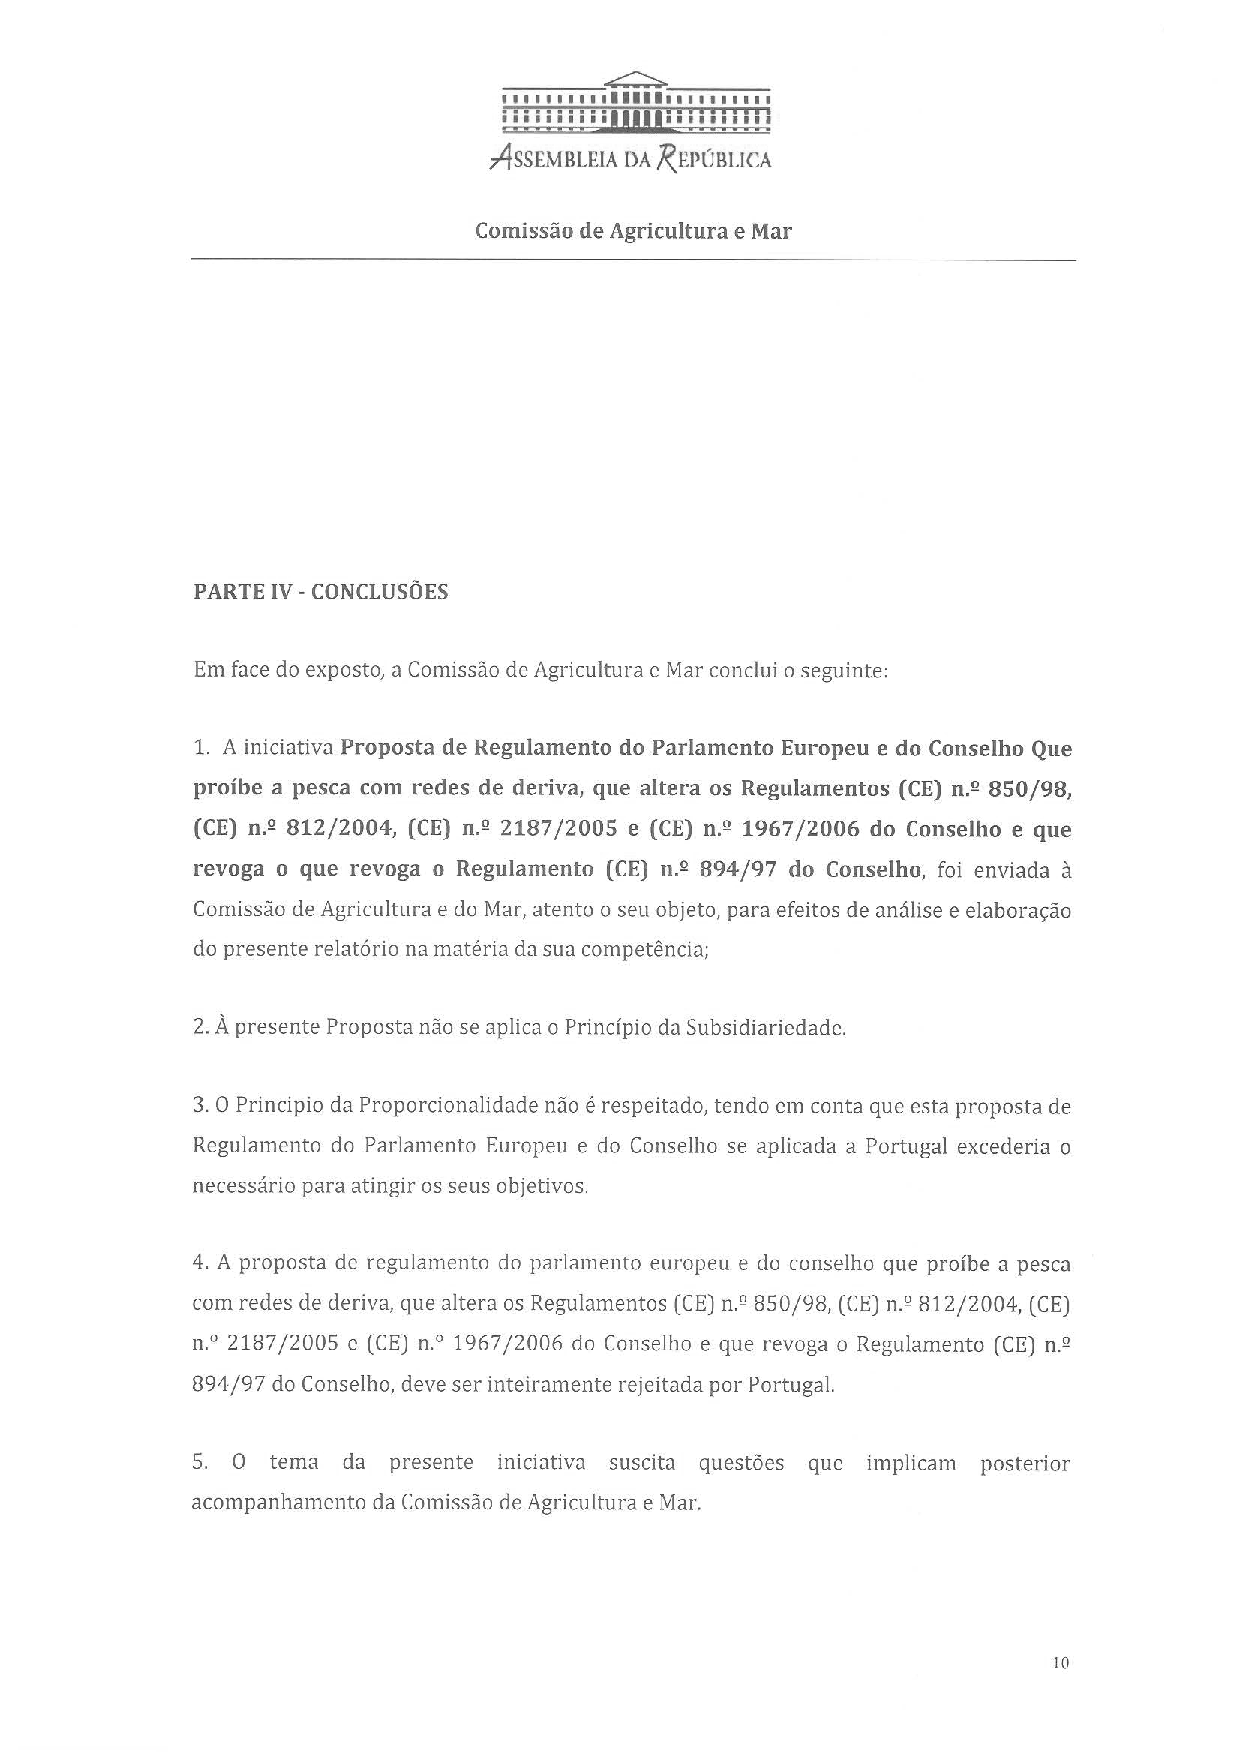 ASSEMBLEIA DA REPÚBLICA
Comissão de Agricultura e Mar
PARTE IV - CONCLUSÕES
Em face do exposto, a Comissão de Agricultura e Mar conclui o seguinte:
1. A iniciativa Proposta de Regulamento do Parlamento Europeu e do Conselho Que
proíbe a pesca com redes de deriva, que altera os Regulamentos (CE) n.º 850/98,
(CE) n.º 812/2004, (CE) n.º 2187/2005 e (CE) n.º 1967/2006 do Conselho e que
revoga o que revoga o Regulamento (CE) n.º 894/97 do Conselho, foi enviada à
Comissão de Agricultura e do Mar, atento o seu objeto, para efeitos de análise e elaboração
do presente relatório na matéria da sua competência;
2. À presente Proposta não se aplica o Princípio da Subsidiariedade.
3. O Principio da Proporcionalidade não é respeitado, tendo em conta que esta proposta de
Regulamento do Parlamento Europeu e do Conselho se aplicada a Portugal excederia o
necessário para atingir os seus objetivos.
4. A proposta de regulamento do parlamento europeu e do conselho que proíbe a pesca
com redes de deriva, que altera os Regulamentos (CE) n.º 850/98, (CE) n.º 812/2004, (CE)
n.º 2187/2005 e (CE) n.º 1967/2006 do Conselho e que revoga o Regulamento (CE) n.º
894/97 do Conselho, deve ser inteiramente rejeitada por Portugal.
5. O tema da presente iniciativa suscita questões que implicam posterior
acompanhamento da Comissão de Agricultura e Mar.
10